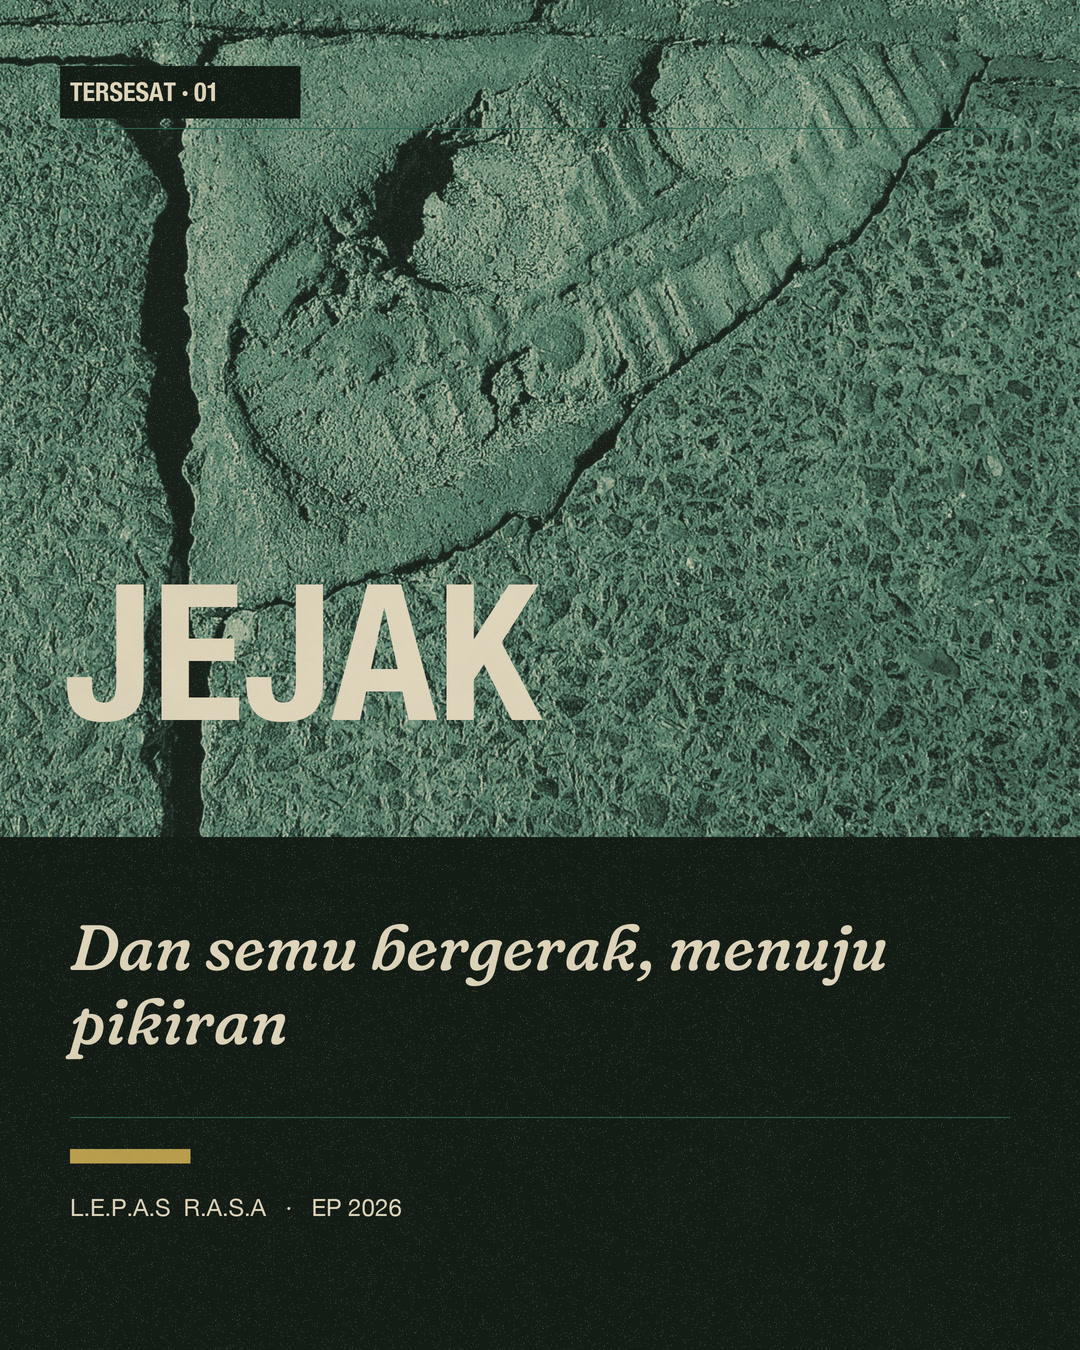 TERSESAT · 01
JEJAK
Dan semu bergerak, menuju
pikiran
L.E.P.A.S R.A.S.A · EP 2026